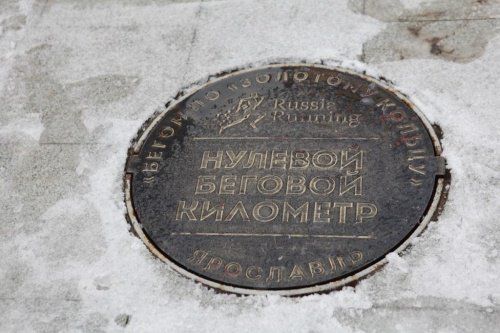 «БЕГОМ ПО «ЗОЛОТОМУ КОЛЬЦУ»
Russia
Running
НУЛЕВОЙ
БЕГОВОЙ
КИЛОМЕТР
ЯРОСЛАВЛЬ